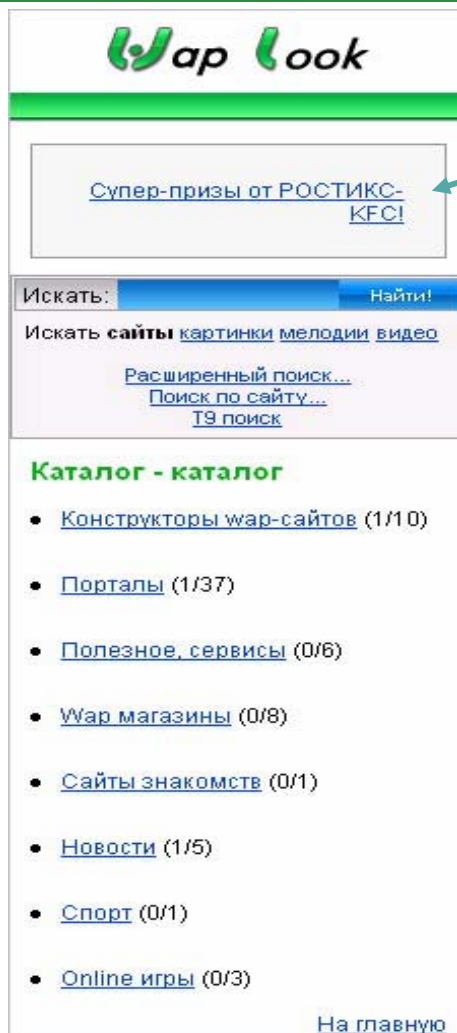 Wap Look
Супер-призы от РОСТИКС-
KFC!
Искать: Найти!
Искать сайты картинки мелодии видео
Расширенный поиск...
Поиск по сайту...
T9 поиск
Каталог - каталог
• Конструкторы wap-сайтов (1/10)
• Порталы (1/37)
• Полезное, сервисы (0/6)
• Wap магазины (0/8)
• Сайты знакомств (0/1)
• Новости (1/5)
• Спорт (0/1)
• Online игры (0/3)
На главную